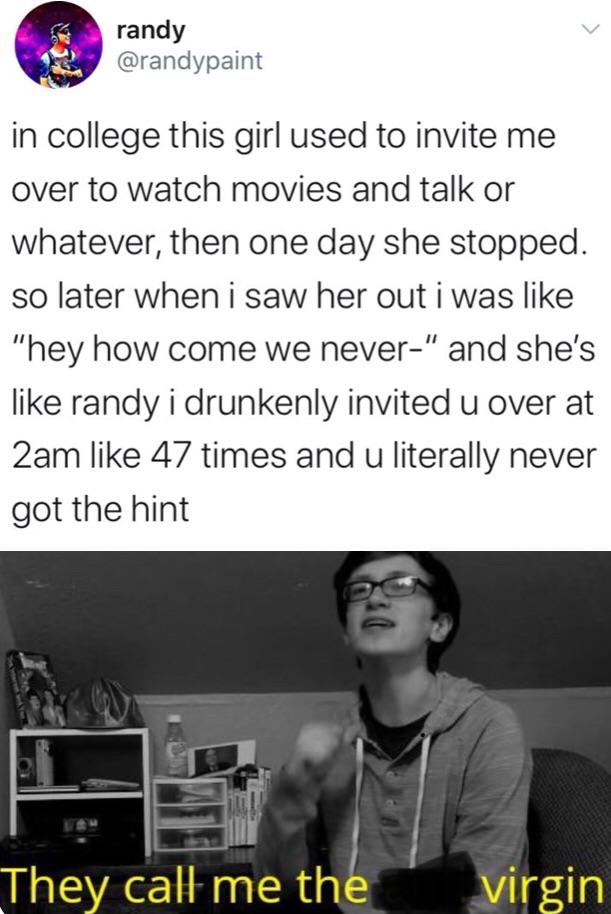 randy
@randypaint
in college this girl used to invite me
over to watch movies and talk or
whatever, then one day she stopped.
so later when i saw her out i was like
"hey how come we never-" and she's
like randy i drunkenly invited u over at
2am like 47 times and u literally never
got the hint
They call me the virgin